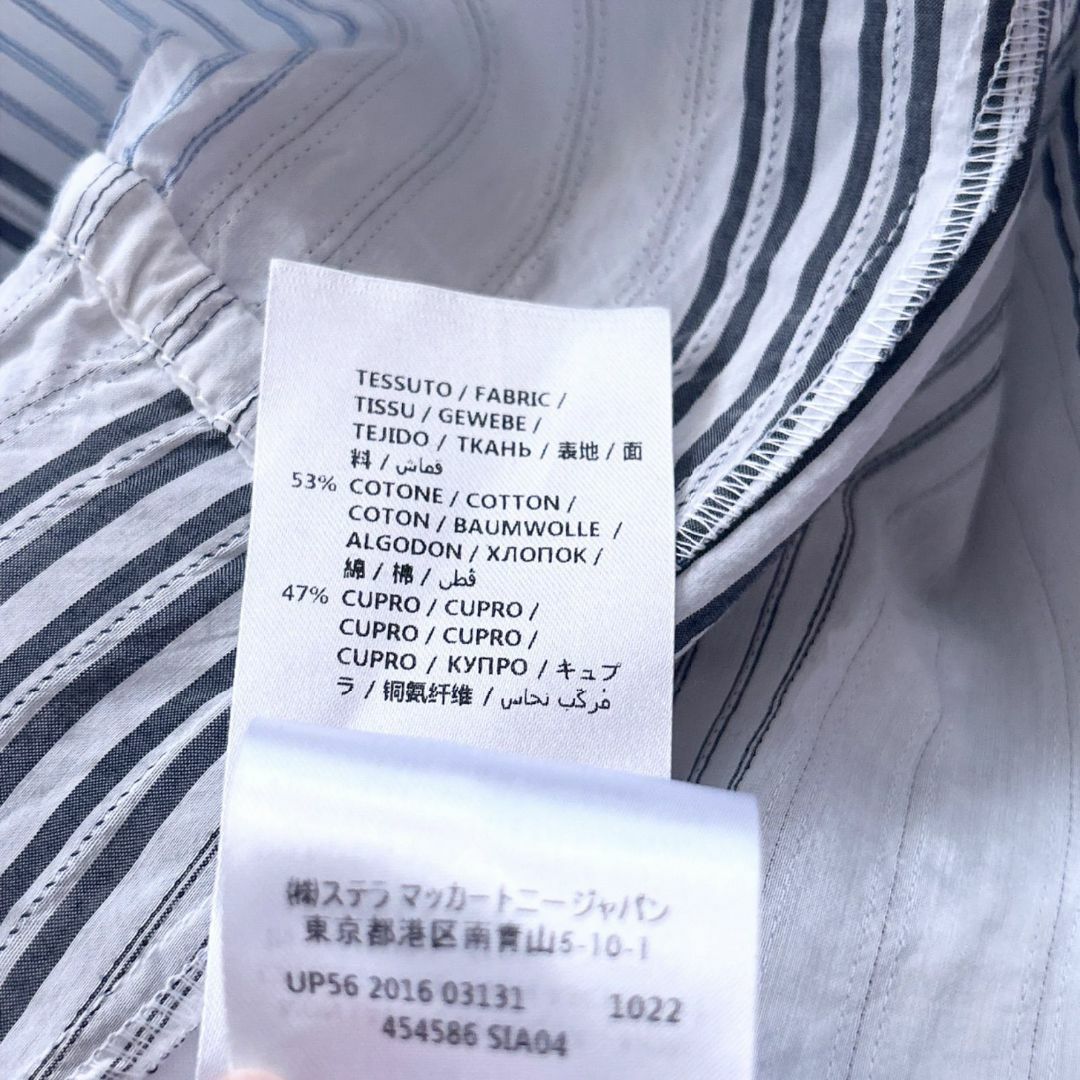 TESSUTO / FABRIC /
TISSU / GEWEBE /
TEJIDO / ТКАНЬ / 表地 / 面
料 / قماش
53% COTONE / COTTON /
COTON / BAUMWOLLE /
ALGODON / ХЛОПОК /
綿 / 棉 / قطن
47% CUPRO / CUPRO /
CUPRO / CUPRO /
CUPRO / КУПРО / キュプ
ラ / 铜氨纤维 / مركب نحاس
㈱ステラ マッカートニージャパン
東京都港区南青山5-10-1
UP56 2016 03131 1022
454586 SIA04